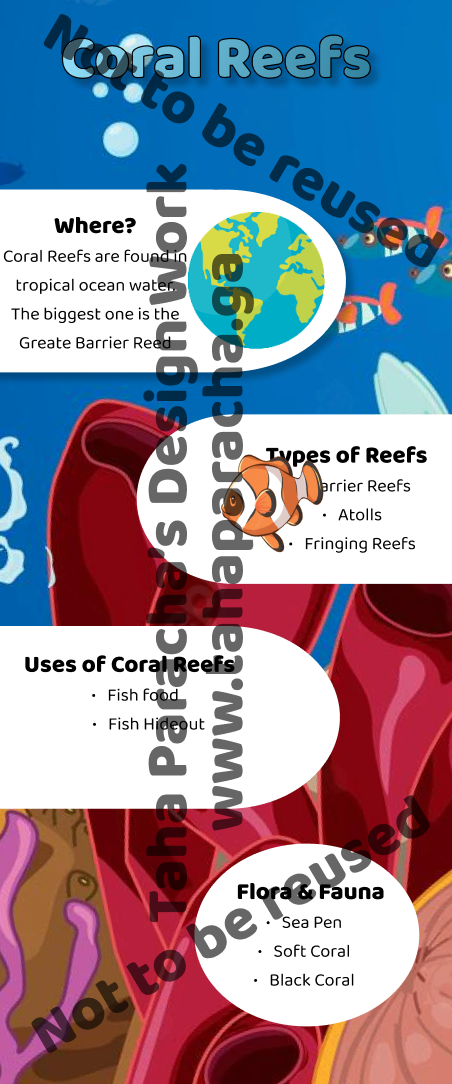 Coral Reefs
Not to be reused
Where?
Coral Reefs are found in
tropical ocean water.
The biggest one is the
Greate Barrier Reed
Types of Reefs
arrier Reefs
• Atolls
• Fringing Reefs
Uses of Coral Reefs
• Fish food
• Fish Hideout
Flora & Fauna
• Sea Pen
• Soft Coral
• Black Coral
Taha Paracha's Design Work
www.tahaparacha.ga
Not to be reused